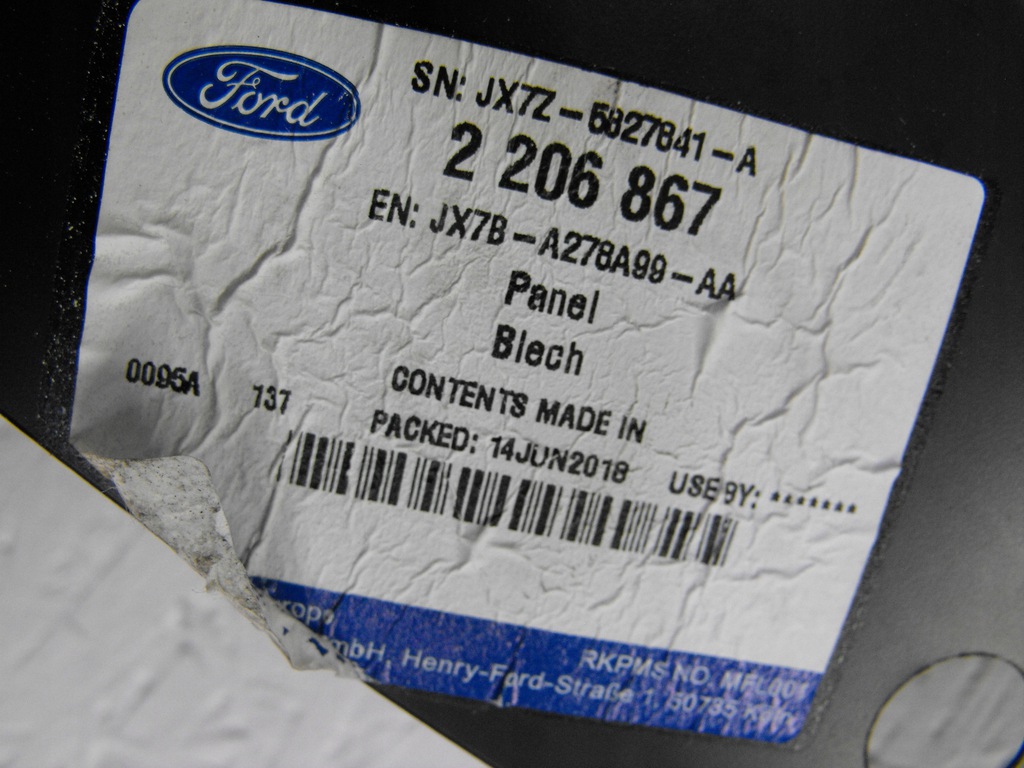 Ford
SN: JX7Z-5827841-A
2 206 867
EN: JX7B-A278A99-AA
Panel
Blech
0095A 137
CONTENTS MADE IN
PACKED: 14JUN2018 USE BY: *******
RKPMS NO.
Henry-Ford-Straße 1, 50735